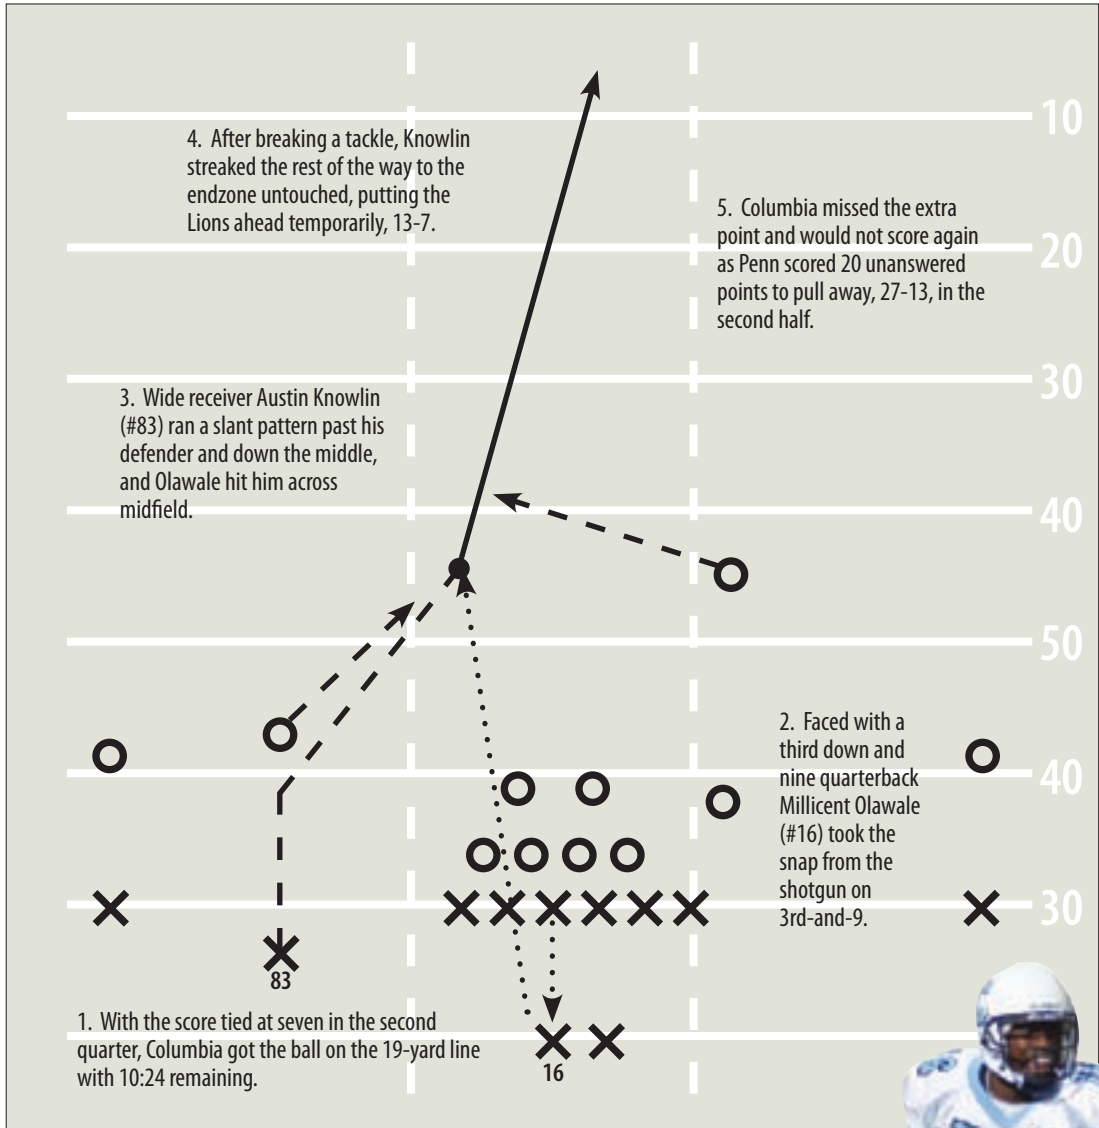 10
4. After breaking a tackle, Knowlin
streaked the rest of the way to the
endzone untouched, putting the
Lions ahead temporarily, 13-7.
5. Columbia missed the extra
point and would not score again
as Penn scored 20 unanswered
points to pull away, 27-13, in the
second half.
20
30
3. Wide receiver Austin Knowlin
(#83) ran a slant pattern past his
defender and down the middle,
and Olawale hit him across
midfield.
40
50
2. Faced with a
third down and
nine quarterback
Millicent Olawale
(#16) took the
snap from the
shotgun on
3rd-and-9.
40
30
83
1. With the score tied at seven in the second
quarter, Columbia got the ball on the 19-yard line
with 10:24 remaining.
16